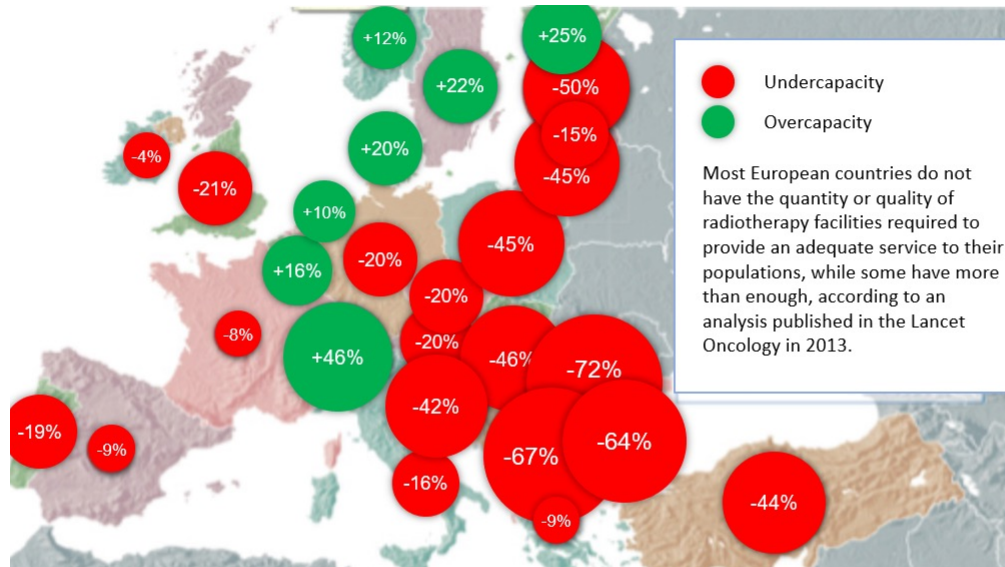 +12%
+25%
+22%
-50%
-15%
+20%
-4%
-45%
-21%
+10%
-45%
-20%
+16%
-20%
-8%
-20%
+46%
-46%
-72%
-42%
-19%
-9%
-67%
-64%
-16%
-9%
-44%
Undercapacity
Overcapacity
Most European countries do not
have the quantity or quality of
radiotherapy facilities required to
provide an adequate service to their
populations, while some have more
than enough, according to an
analysis published in the Lancet
Oncology in 2013.